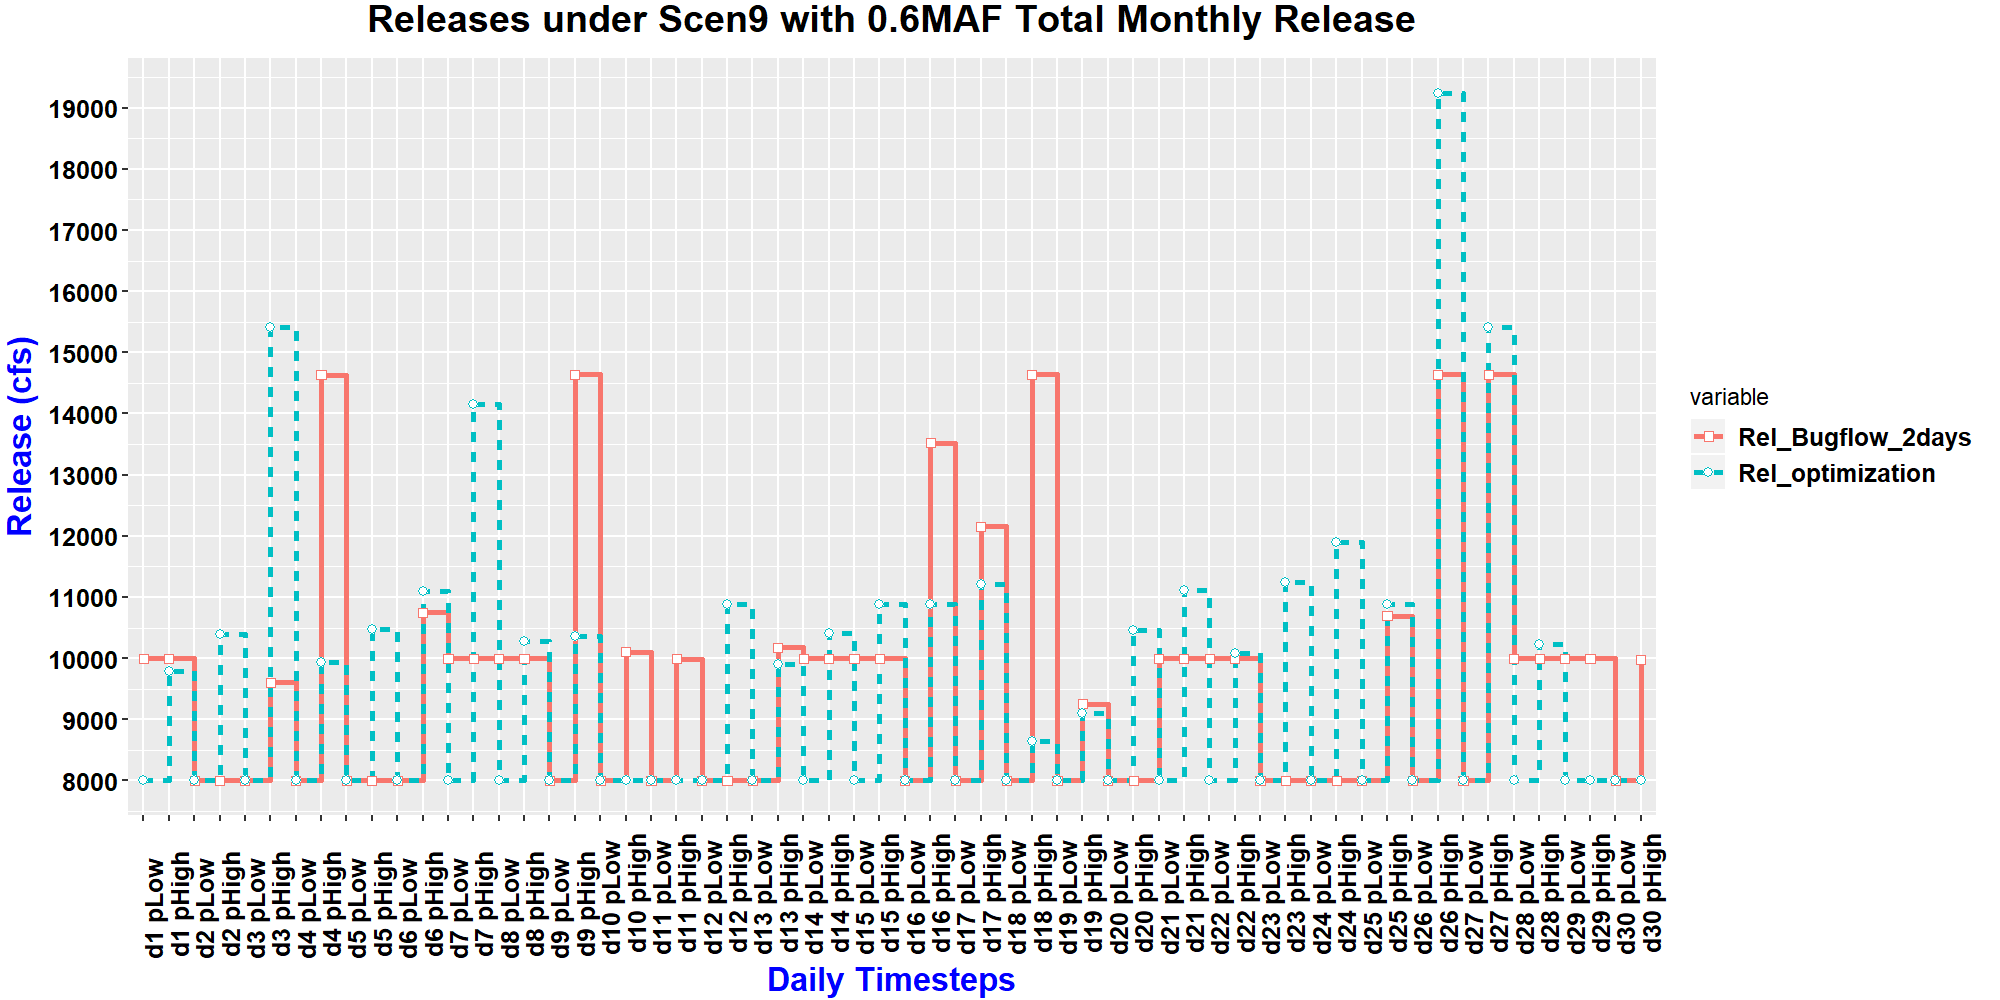 Releases under Scen9 with 0.6MAF Total Monthly Release
Release (cfs)
19000
18000
17000
16000
15000
14000
13000
12000
11000
10000
9000
8000
d1 pLow
d1 pHigh
d2 pLow
d2 pHigh
d3 pLow
d3 pHigh
d4 pLow
d4 pHigh
d5 pLow
d5 pHigh
d6 pLow
d6 pHigh
d7 pLow
d7 pHigh
d8 pLow
d8 pHigh
d9 pLow
d9 pHigh
d10 pLow
d10 pHigh
d11 pLow
d11 pHigh
d12 pLow
d12 pHigh
d13 pLow
d13 pHigh
d14 pLow
d14 pHigh
d15 pLow
d15 pHigh
d16 pLow
d16 pHigh
d17 pLow
d17 pHigh
d18 pLow
d18 pHigh
d19 pLow
d19 pHigh
d20 pLow
d20 pHigh
d21 pLow
d21 pHigh
d22 pLow
d22 pHigh
d23 pLow
d23 pHigh
d24 pLow
d24 pHigh
d25 pLow
d25 pHigh
d26 pLow
d26 pHigh
d27 pLow
d27 pHigh
d28 pLow
d28 pHigh
d29 pLow
d29 pHigh
d30 pLow
d30 pHigh
Daily Timesteps
variable
Rel_Bugflow_2days
Rel_optimization